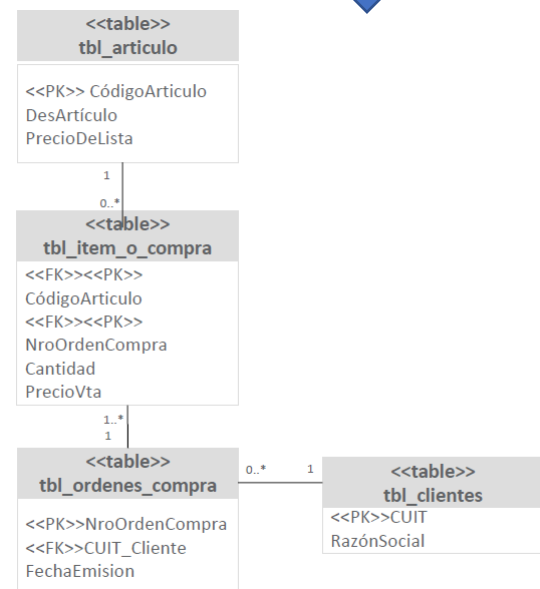 <<table>>
tbl_articulo
<<PK>> CódigoArticulo
DesArtículo
PrecioDeLista
1
0..*
<<table>>
tbl_item_o_compra
<<FK>><<PK>>
CódigoArticulo
<<FK>><<PK>>
NroOrdenCompra
Cantidad
PrecioVta
1..*
1
<<table>>
tbl_ordenes_compra
<<PK>>NroOrdenCompra
<<FK>>CUIT_Cliente
FechaEmision
0..*
1
<<table>>
tbl_clientes
<<PK>>CUIT
RazónSocial